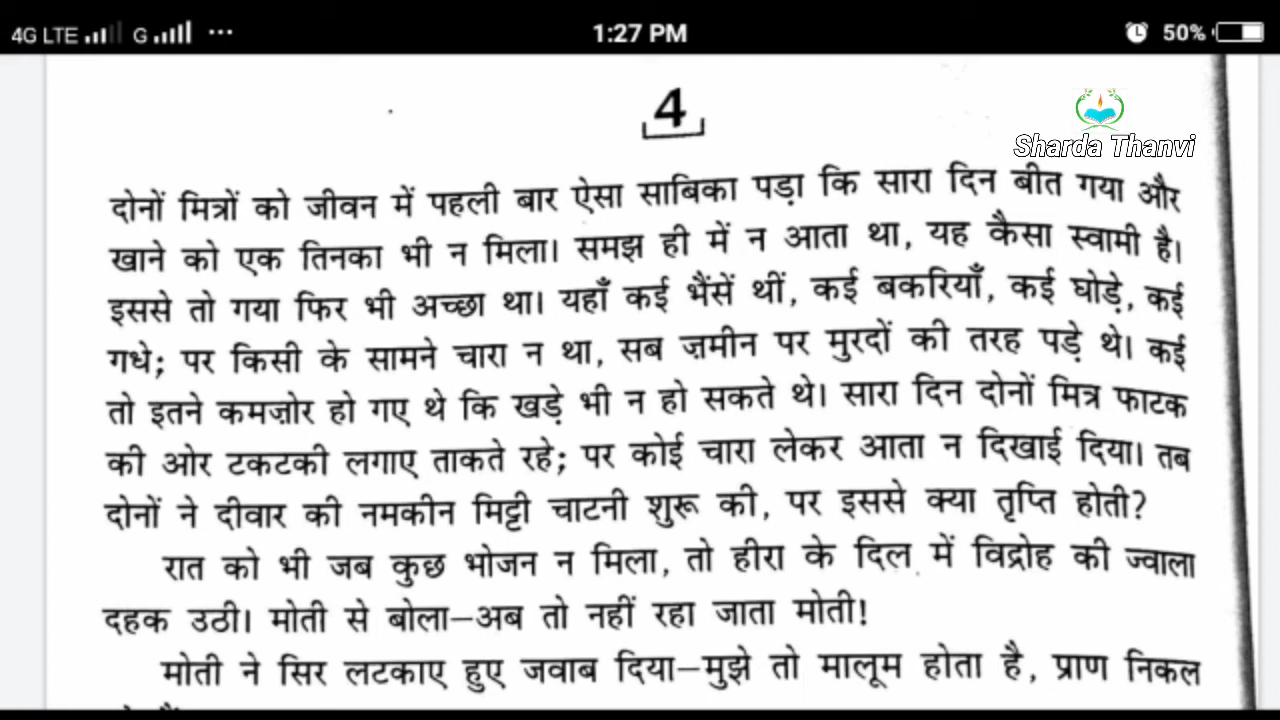 4G LTE G ... 1:27 PM 50%
4
Sharda Thanvi
दोनों मित्रों को जीवन में पहली बार ऐसा साबिका पड़ा कि सारा दिन बीत गया और
खाने को एक तिनका भी न मिला। समझ ही में न आता था, यह कैसा स्वामी है।
इससे तो गया फिर भी अच्छा था। यहाँ कई भैंसें थीं, कई बकरियाँ, कई घोड़े, कई
गधे; पर किसी के सामने चारा न था, सब ज़मीन पर मुरदों की तरह पड़े थे। कई
तो इतने कमज़ोर हो गए थे कि खड़े भी न हो सकते थे। सारा दिन दोनों मित्र फाटक
की ओर टकटकी लगाए ताकते रहे; पर कोई चारा लेकर आता न दिखाई दिया। तब
दोनों ने दीवार की नमकीन मिट्टी चाटनी शुरू की, पर इससे क्या तृप्ति होती?
रात को भी जब कुछ भोजन न मिला, तो हीरा के दिल में विद्रोह की ज्वाला
दहक उठी। मोती से बोला—अब तो नहीं रहा जाता मोती!
मोती ने सिर लटकाए हुए जवाब दिया—मुझे तो मालूम होता है, प्राण निकल